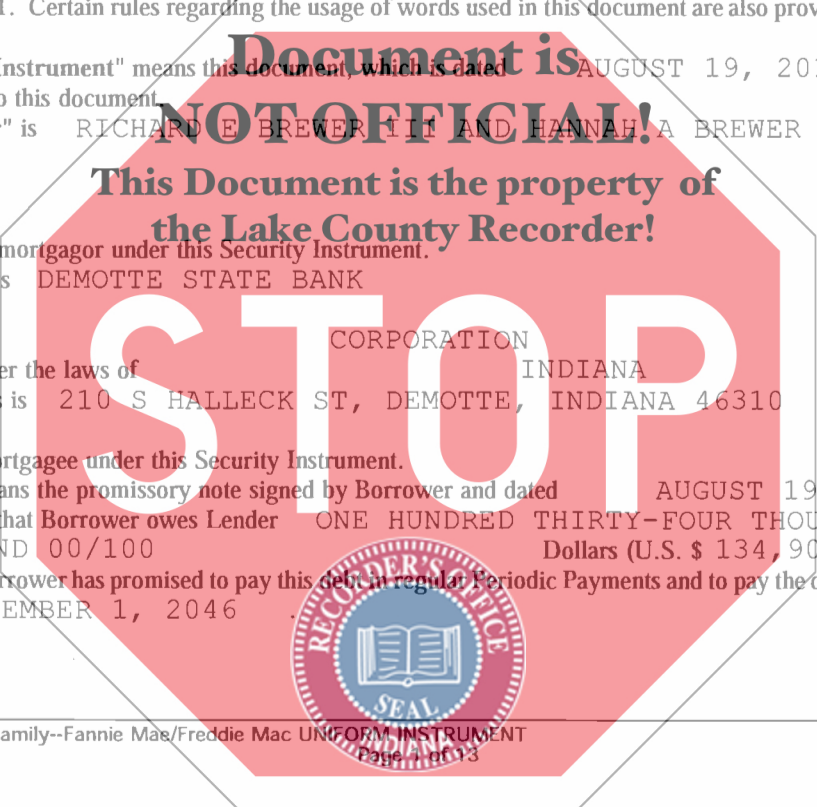 1. Certain rules regarding the usage of words used in this document are also prov
Document is
Instrument" means this document, which is dated AUGUST 19, 201
o this document.
NOT OFFICIAL!
" is RICHARD E BREWER III AND HANNAH A BREWER
This Document is the property of
the Lake County Recorder!
mortgagor under this Security Instrument.
s DEMOTTE STATE BANK
STOP
CORPORATION
er the laws of INDIANA
s is 210 S HALLECK ST, DEMOTTE, INDIANA 46310
rtgagee under this Security Instrument.
ans the promissory note signed by Borrower and dated AUGUST 19
that Borrower owes Lender ONE HUNDRED THIRTY-FOUR THOU
ND 00/100 Dollars (U.S. $ 134,90
rrower has promised to pay this debt in regular Periodic Payments and to pay the d
EMBER 1, 2046 .
RECORDER'S OFFICE
SEAL
INDIANA
amily--Fannie Mae/Freddie Mac UNIFORM INSTRUMENT
Page 1 of 13